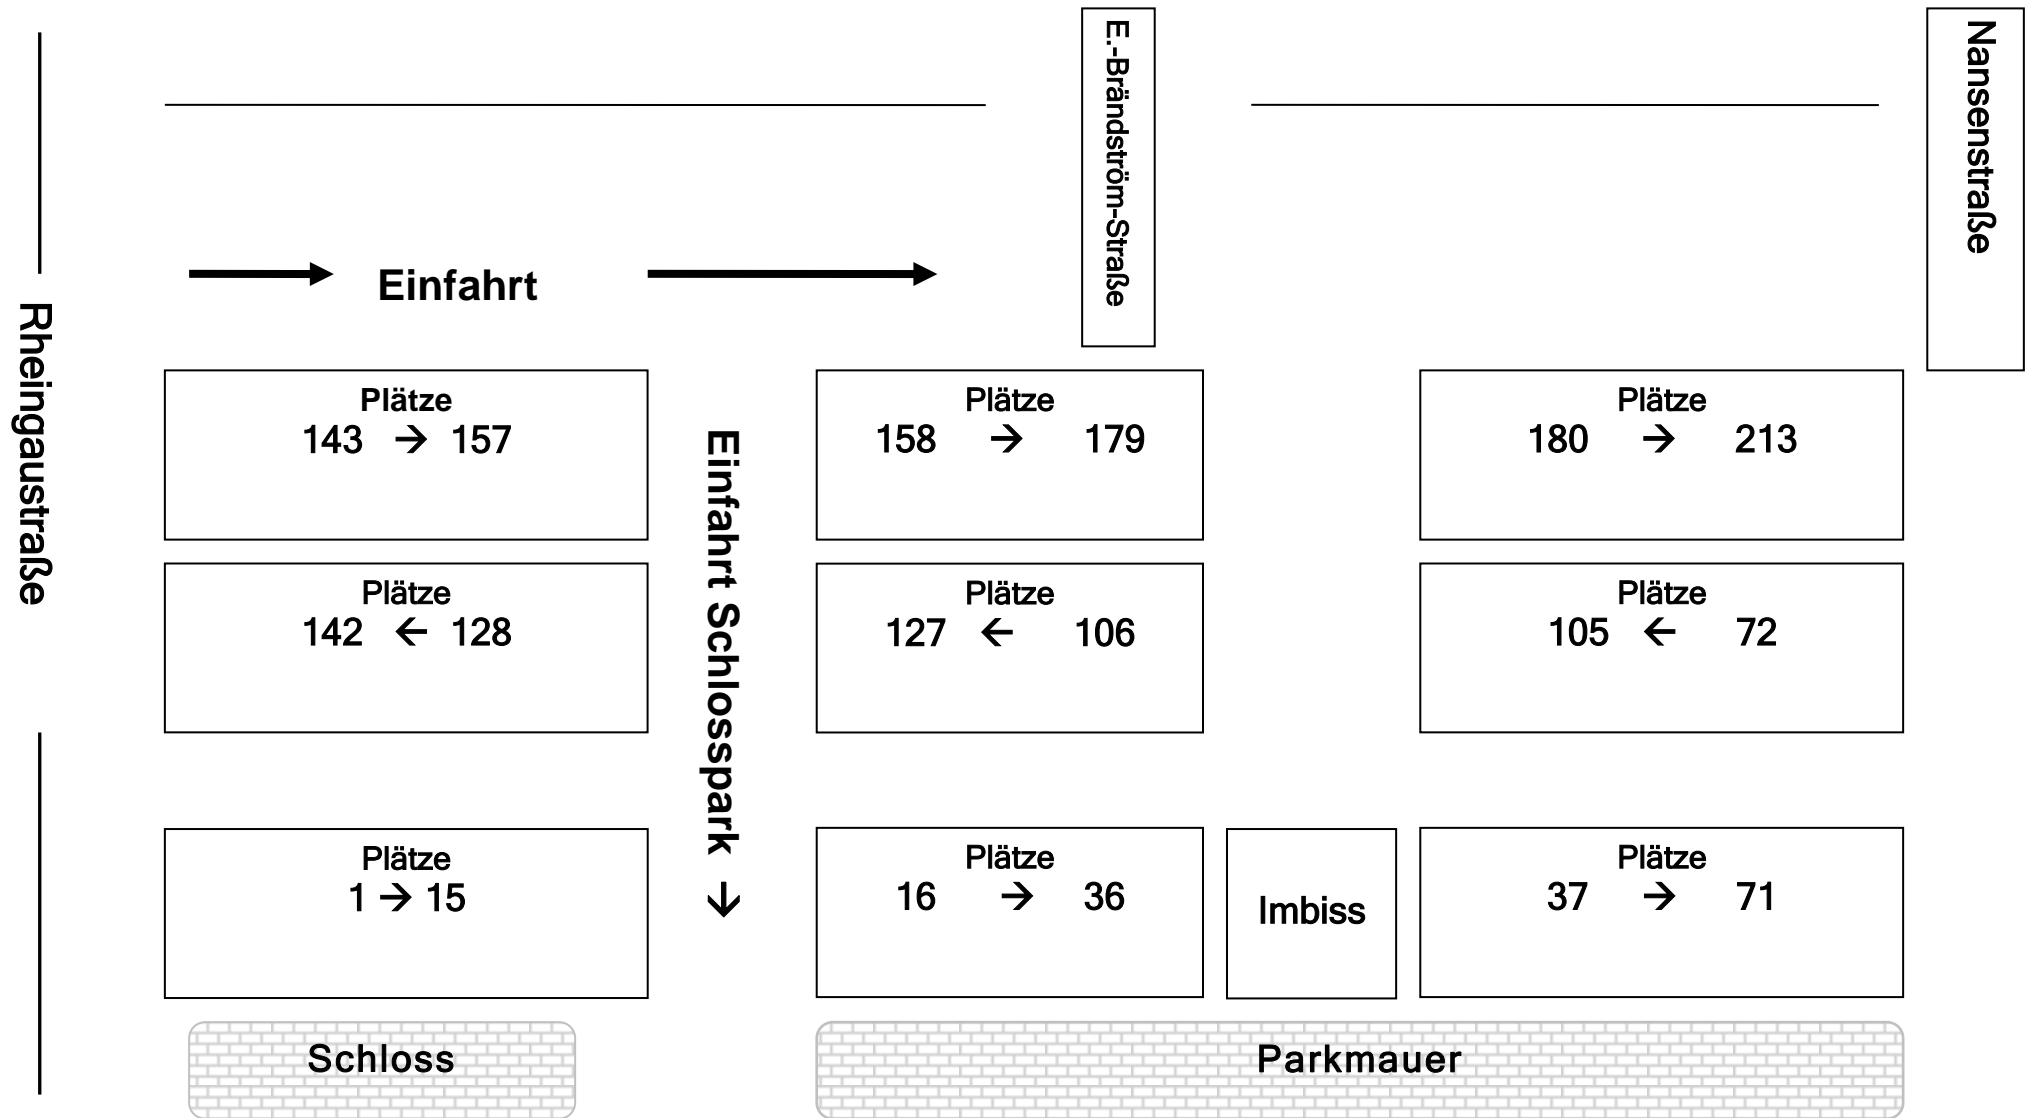 E.-Brändström-Straße
Nansenstraße
Rheingaustraße
Einfahrt
Plätze
143 → 157
Plätze
158 → 179
Plätze
180 → 213
Einfahrt Schlosspark →
Plätze
142 ← 128
Plätze
127 ← 106
Plätze
105 ← 72
Plätze
1 → 15
Plätze
16 → 36
Imbiss
Plätze
37 → 71
Schloss
Parkmauer